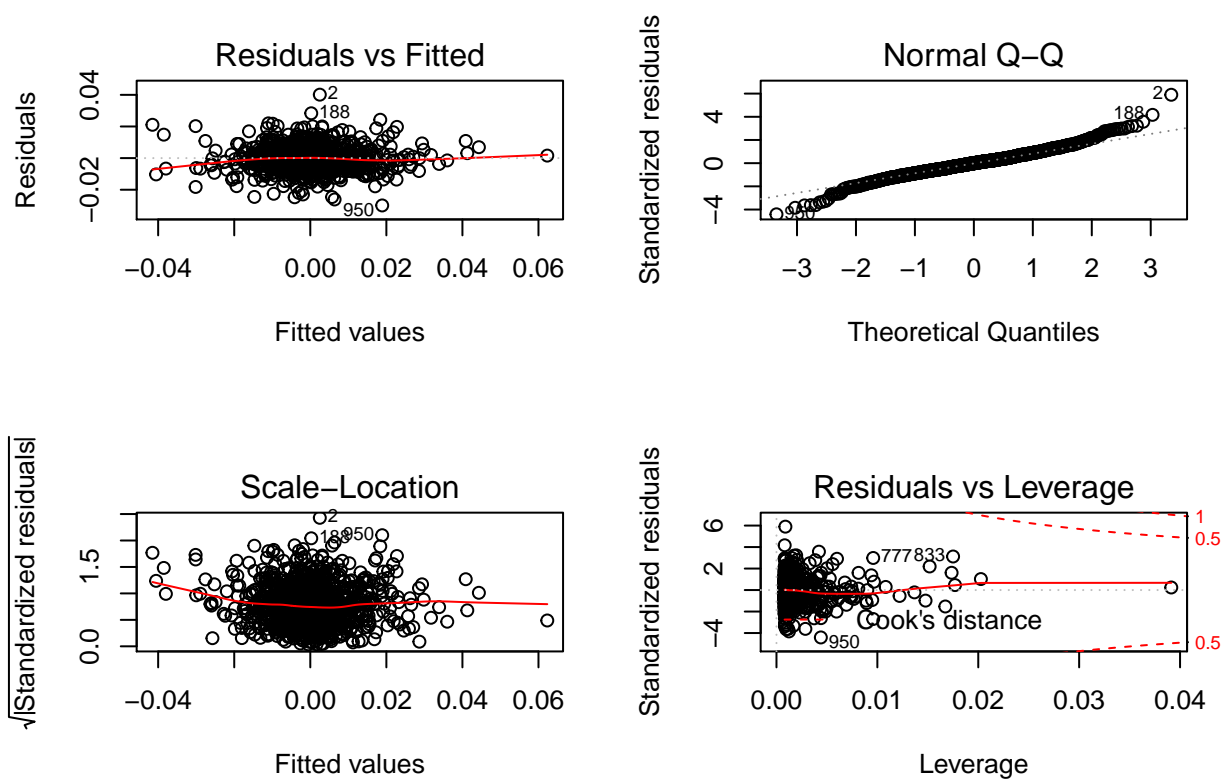 Residuals vs Fitted
Residuals
0.04
−0.02
2
188
950
−0.04 0.00 0.02 0.04 0.06
Fitted values
Normal Q−Q
Standardized residuals
4
0
−4
2
188
950
−3 −2 −1 0 1 2 3
Theoretical Quantiles
Scale−Location
√|Standardized residuals|
1.5
0.0
2
188
950
−0.04 0.00 0.02 0.04 0.06
Fitted values
Residuals vs Leverage
Standardized residuals
6
2
−4
1
0.5
0.5
777 833
Cook's distance
950
0.00 0.01 0.02 0.03 0.04
Leverage